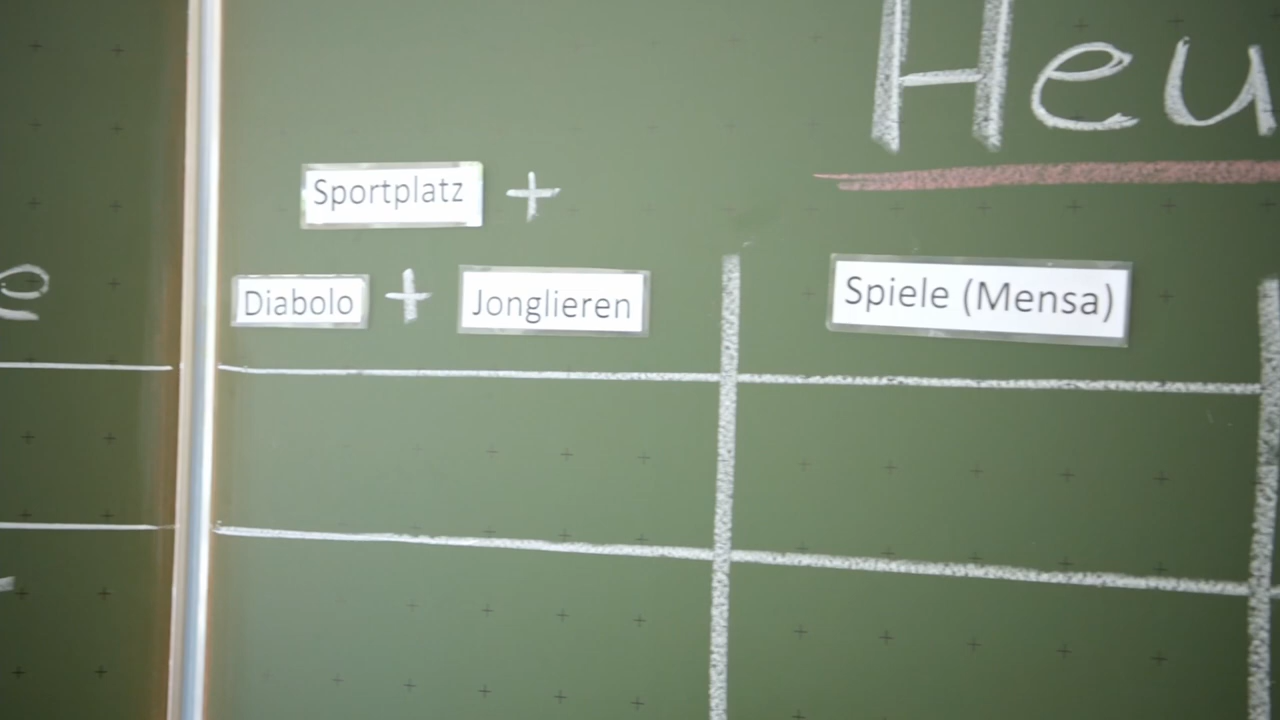 Heu
Sportplatz +
Diabolo + Jonglieren
Spiele (Mensa)